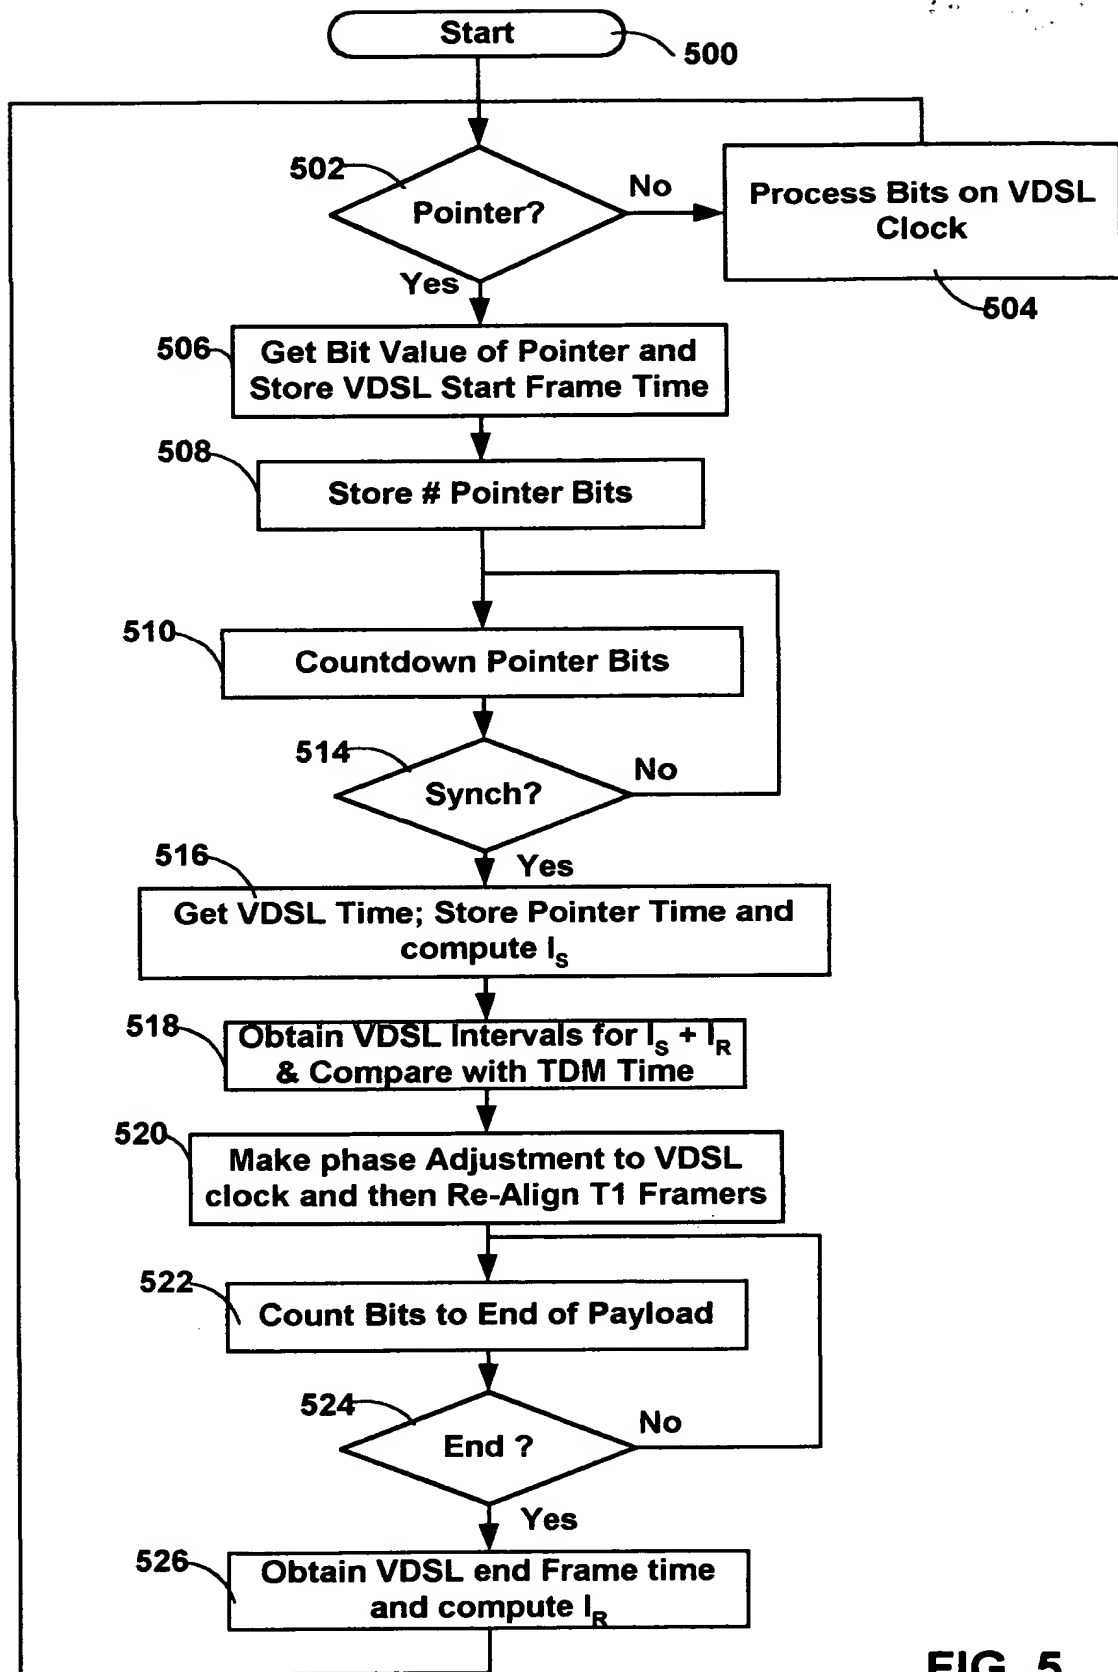 Start
500
502
Pointer?
No
Process Bits on VDSL
Clock
504
Yes
506
Get Bit Value of Pointer and
Store VDSL Start Frame Time
508
Store # Pointer Bits
510
Countdown Pointer Bits
514
Synch?
No
Yes
516
Get VDSL Time; Store Pointer Time and
compute IS
518
Obtain VDSL Intervals for IS + IR
& Compare with TDM Time
520
Make phase Adjustment to VDSL
clock and then Re-Align T1 Framers
522
Count Bits to End of Payload
524
End ?
No
Yes
526
Obtain VDSL end Frame time
and compute IR
FIG. 5